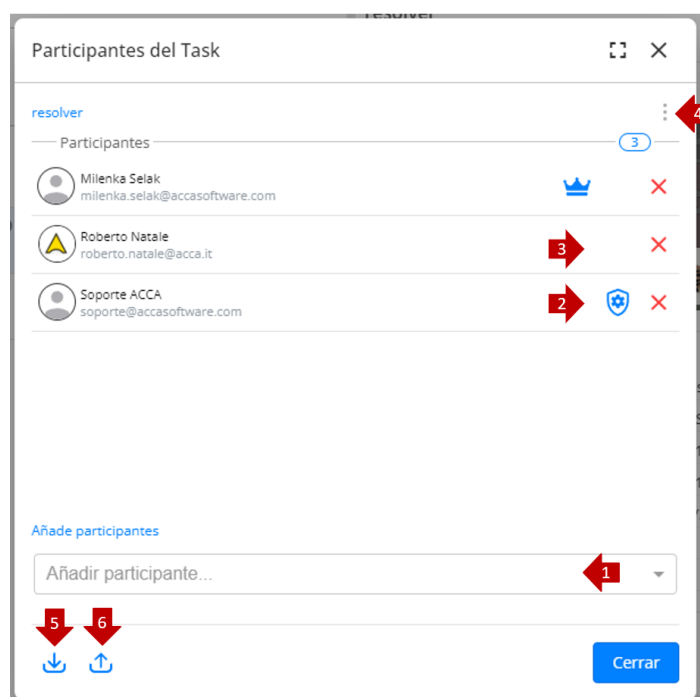 resolver
Participantes del Task
resolver
4
Participantes
3
Milenka Selak
milenka.selak@accasoftware.com
Roberto Natale
roberto.natale@acca.it
3
Soporte ACCA
soporte@accasoftware.com
2
Añade participantes
Añadir participante...
1
5
6
Cerrar